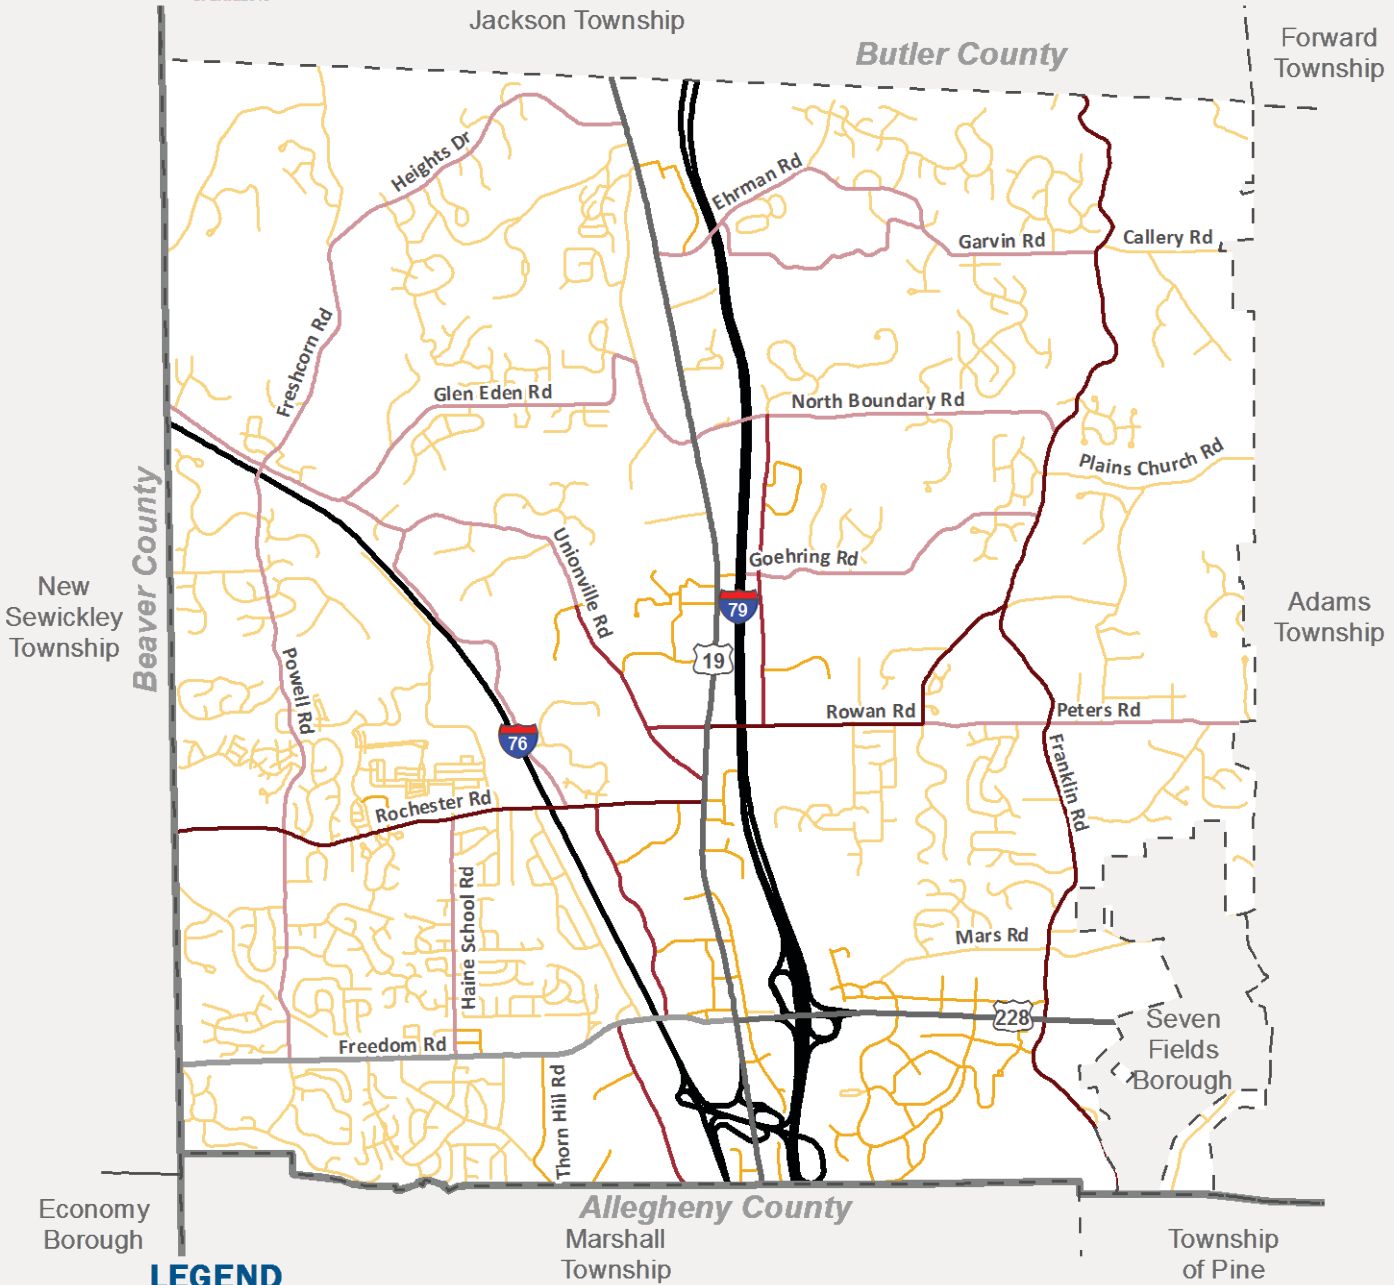 Jackson Township
Butler County
Forward
Township
Heights Dr
Ehrman Rd
Garvin Rd
Callery Rd
Freshcorn Rd
Glen Eden Rd
North Boundary Rd
Plains Church Rd
Beaver County
Unionville Rd
Goehring Rd
New
Sewickley
Township
79
Adams
Township
19
Powell Rd
Rowan Rd
Peters Rd
76
Franklin Rd
Rochester Rd
Haine School Rd
Mars Rd
228
Seven
Fields
Borough
Freedom Rd
Thorn Hill Rd
Allegheny County
Economy
Borough
Marshall
Township
Township
of Pine
LEGEND